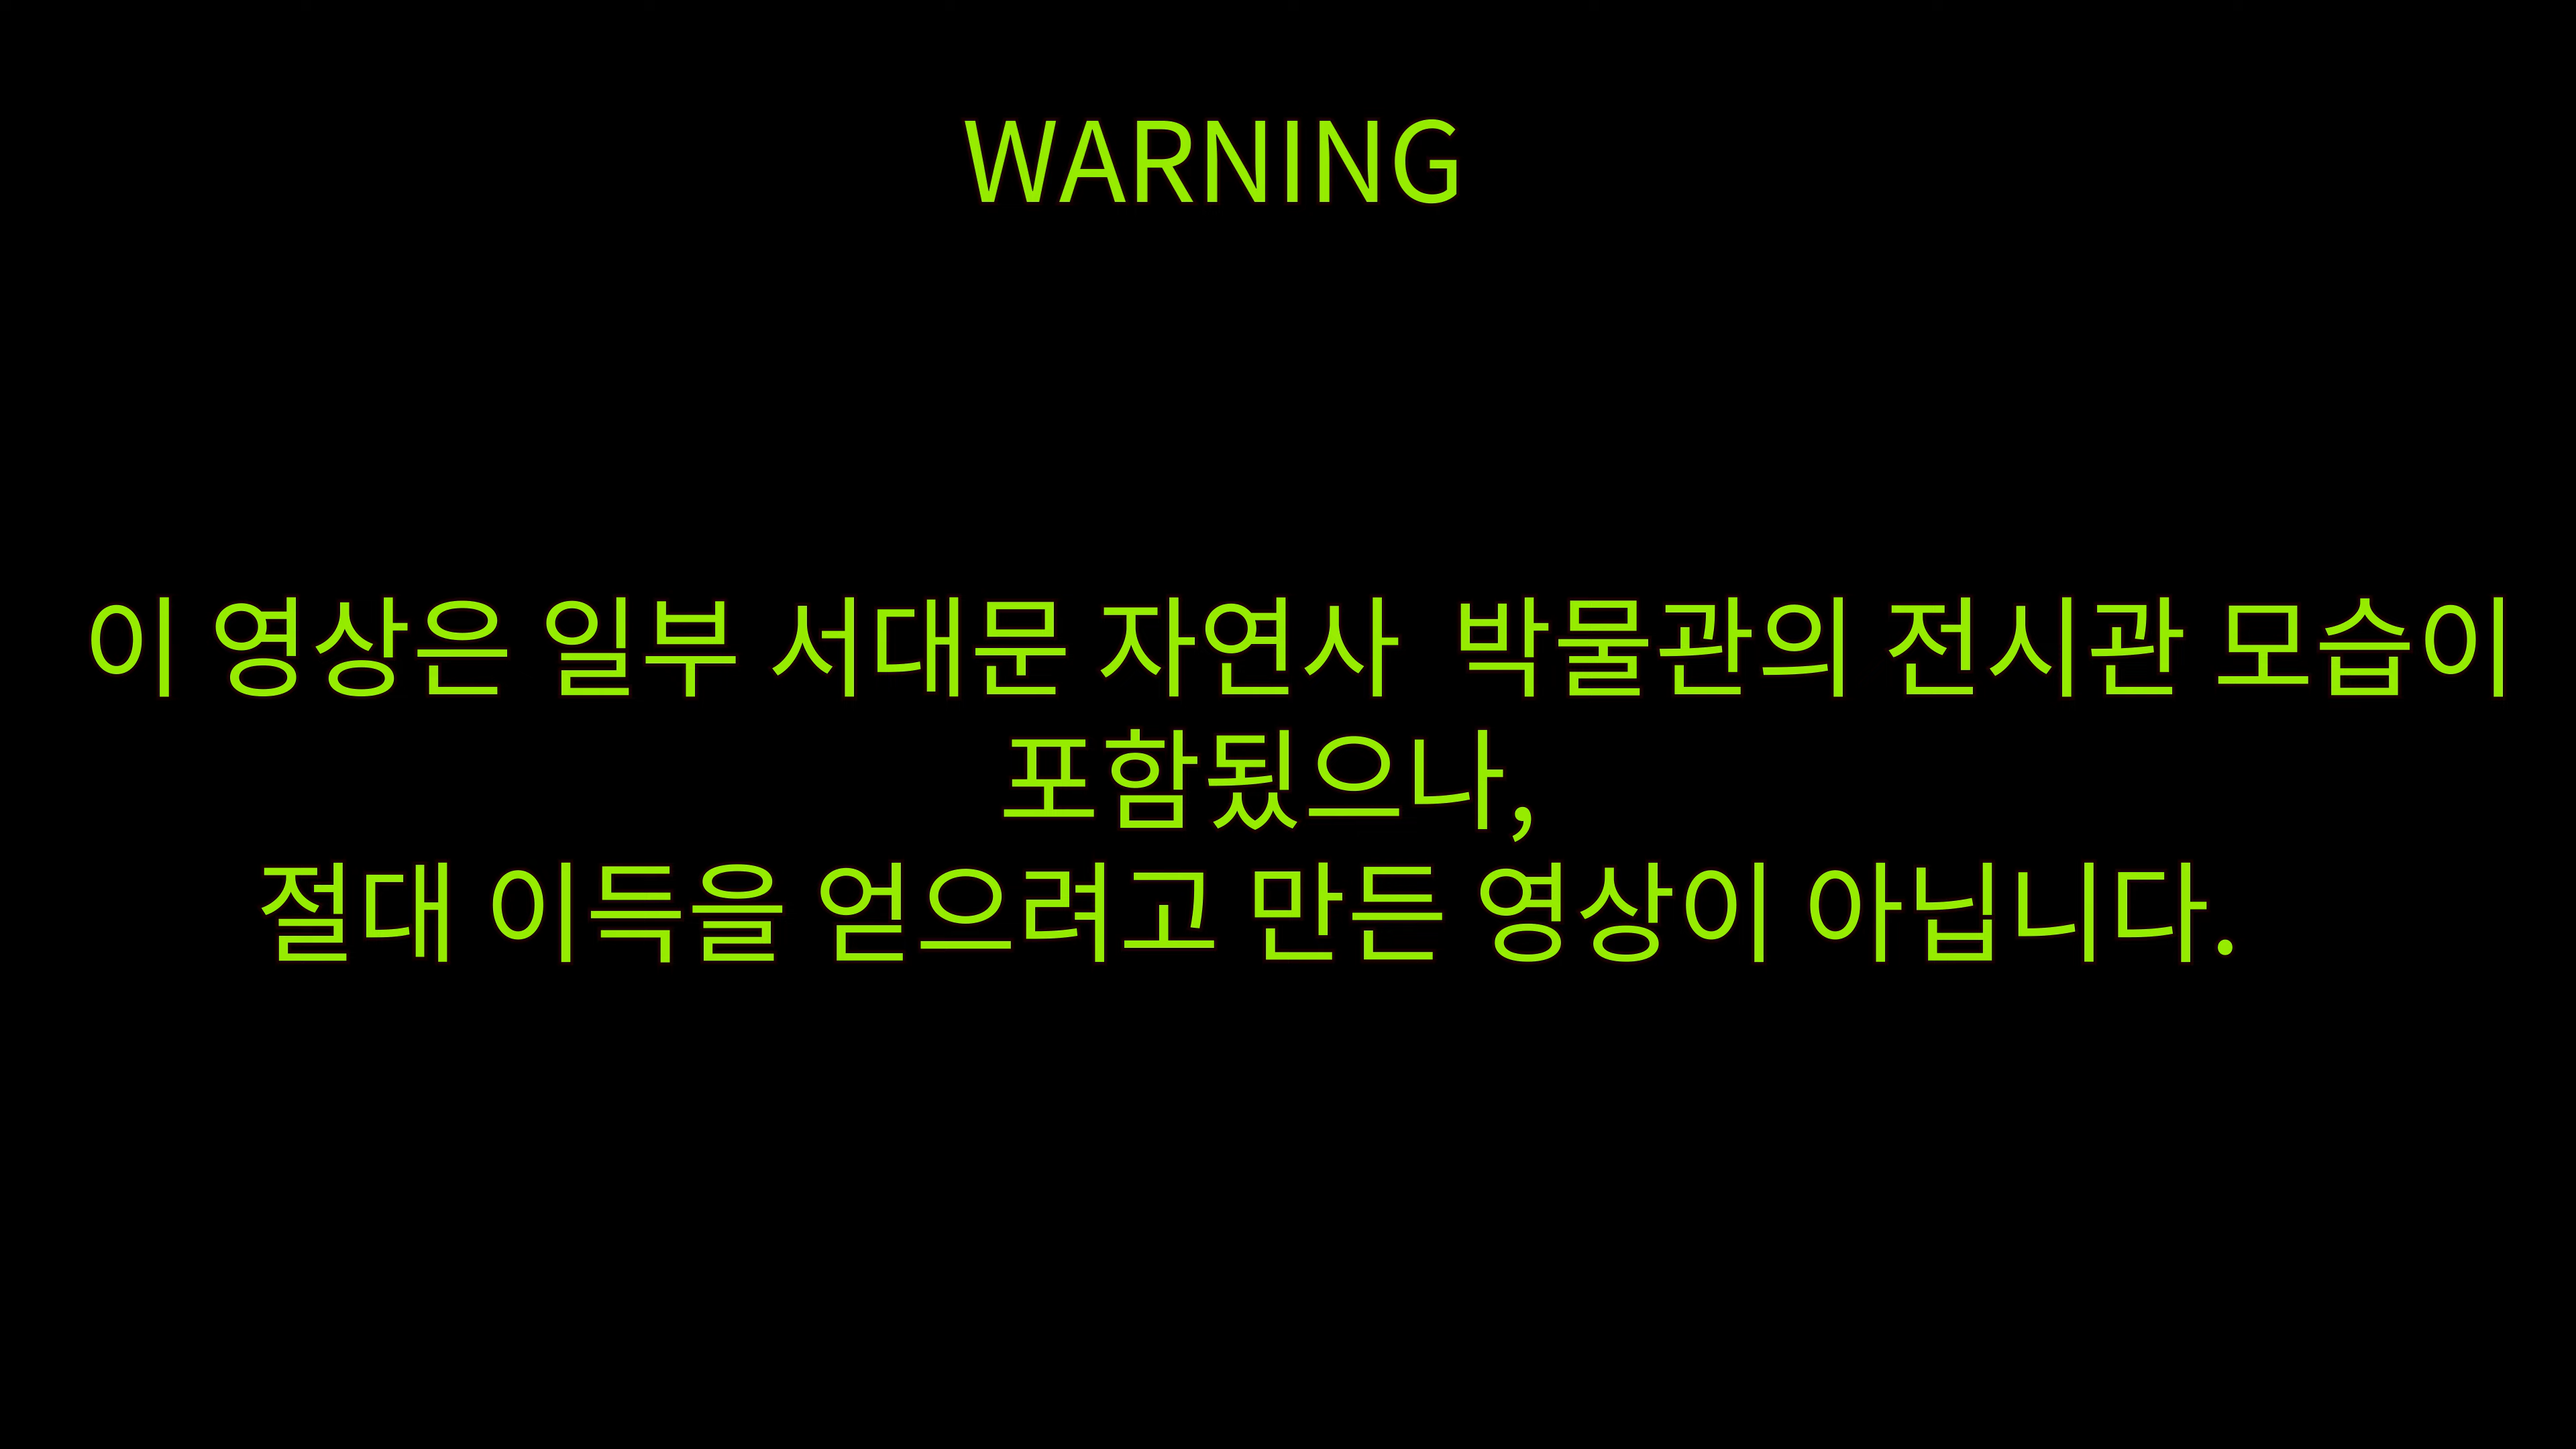 WARNING
이 영상은 일부 서대문 자연사  박물관의 전시관 모습이
포함됬으나,
절대 이득을 얻으려고 만든 영상이 아닙니다.